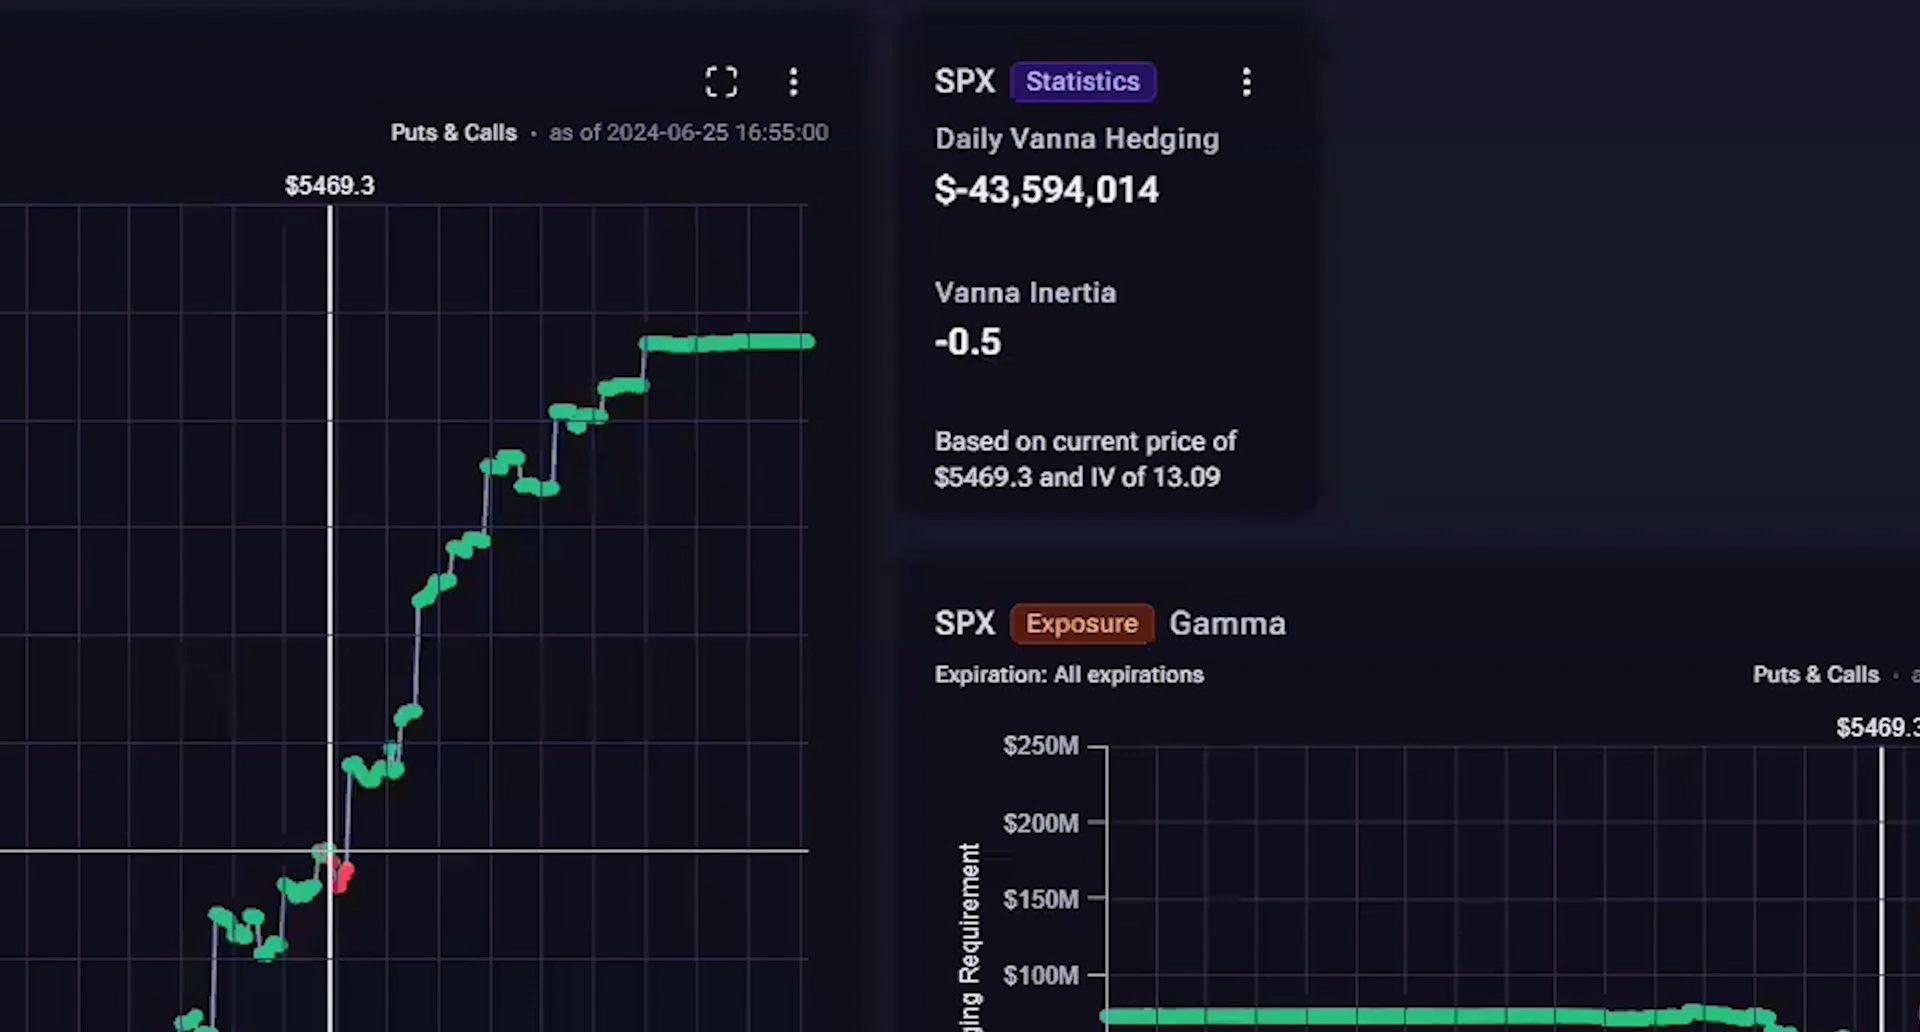 Puts & Calls · as of 2024-06-25 16:55:00
$5469.3
SPX Statistics
Daily Vanna Hedging
$-43,594,014
Vanna Inertia
-0.5
Based on current price of
$5469.3 and IV of 13.09
SPX Exposure Gamma
Expiration: All expirations
Puts & Calls ·
$5469.3
$250M
$200M
$150M
$100M
Requirement